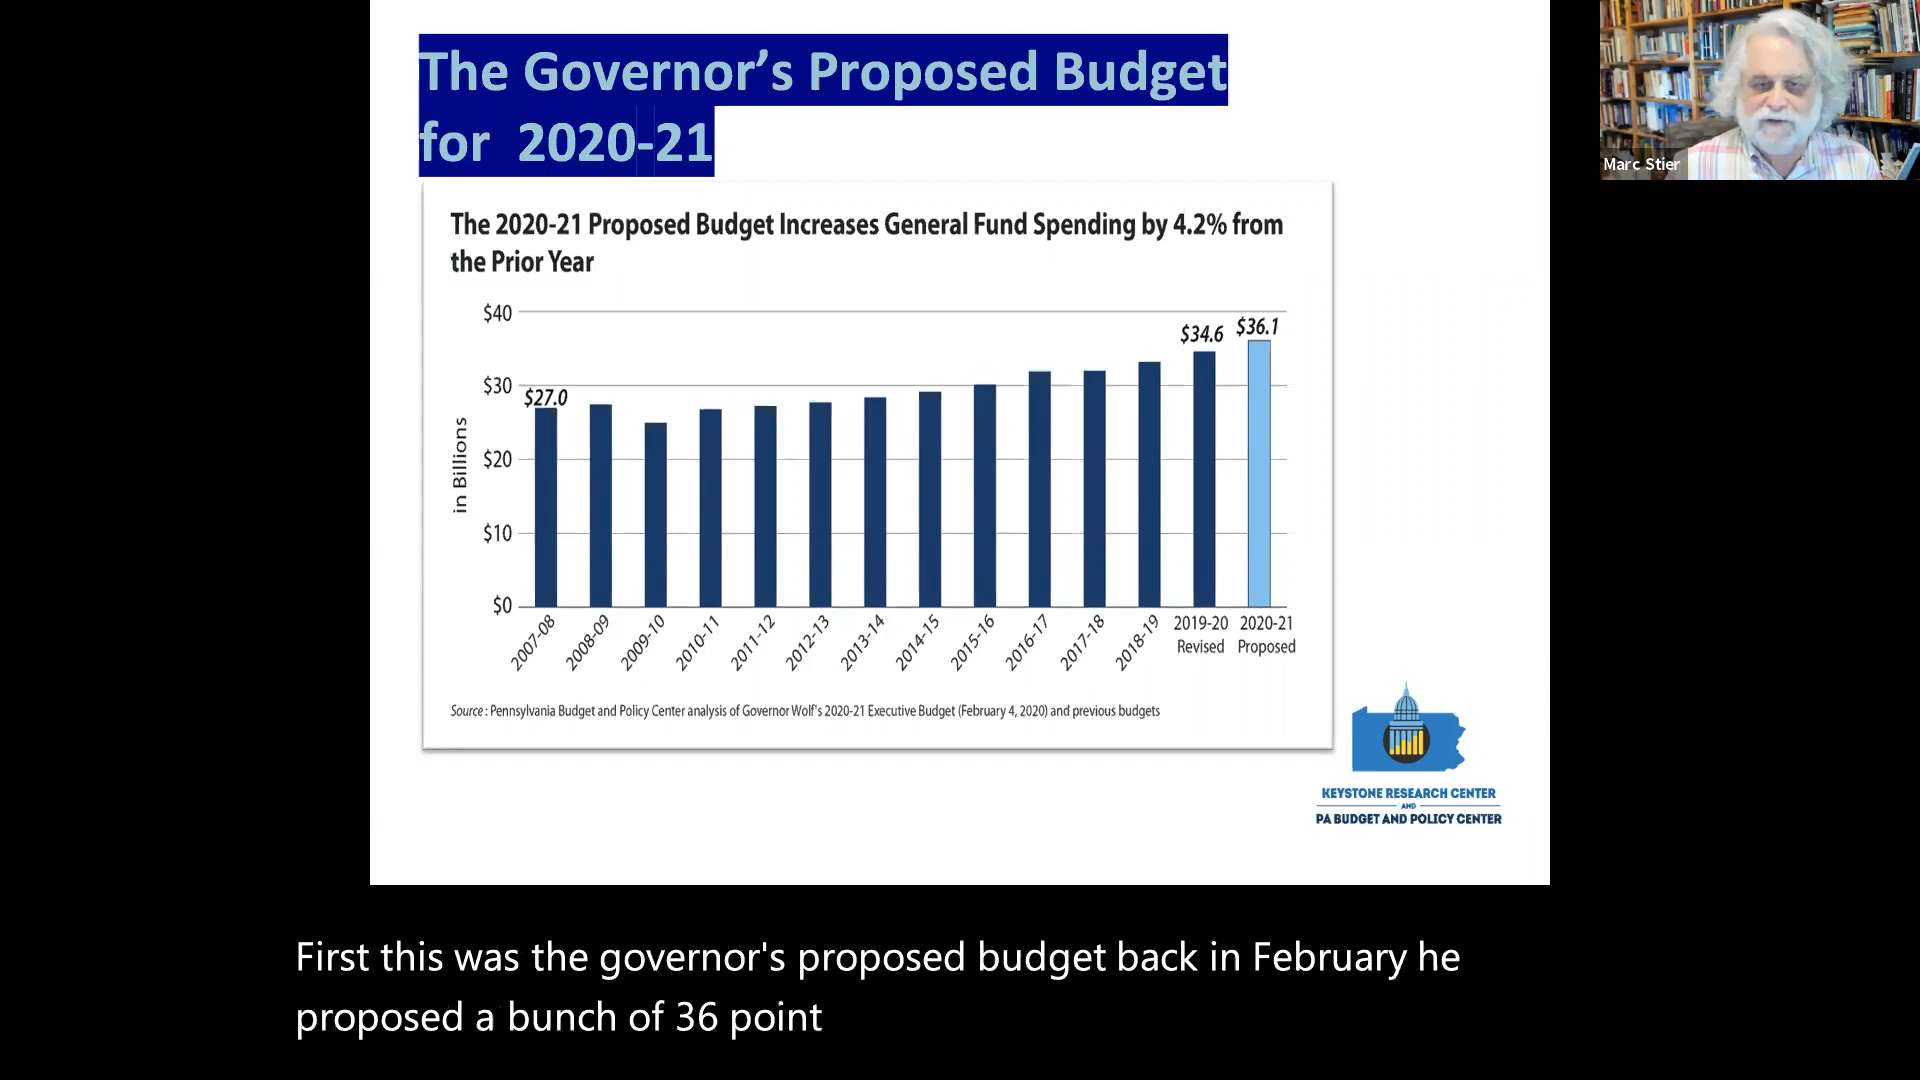 The Governor’s Proposed Budget
for 2020-21
Marc Stier
The 2020-21 Proposed Budget Increases General Fund Spending by 4.2% from
the Prior Year
in Billions
$40
$30
$20
$10
$0
$27.0
$34.6
$36.1
2007-08
2008-09
2009-10
2010-11
2011-12
2012-13
2013-14
2014-15
2015-16
2016-17
2017-18
2018-19
2019-20
Revised
2020-21
Proposed
Source : Pennsylvania Budget and Policy Center analysis of Governor Wolf's 2020-21 Executive Budget (February 4, 2020) and previous budgets
KEYSTONE RESEARCH CENTER
AND
PA BUDGET AND POLICY CENTER
First this was the governor's proposed budget back in February he
proposed a bunch of 36 point